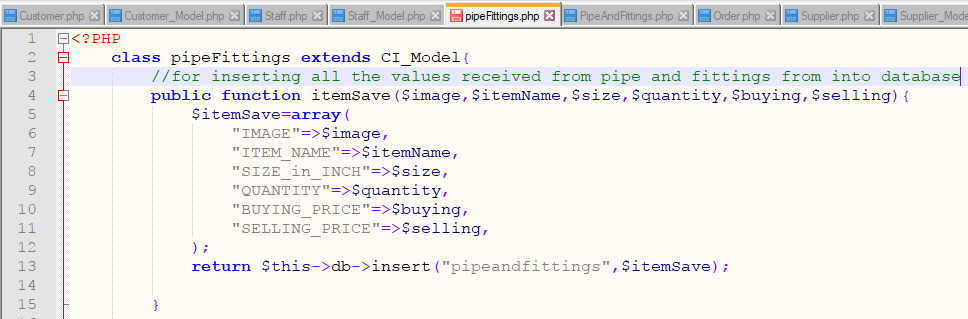 Customer.php Customer_Model.php Staff.php Staff_Model.php pipeFittings.php PipeAndFittings.php Order.php Supplier.php Supplier_Mode
1 <?PHP
2 class pipeFittings extends CI_Model{
3 //for inserting all the values received from pipe and fittings from into database
4 public function itemSave($image,$itemName,$size,$quantity,$buying,$selling){
5 $itemSave=array(
6 "IMAGE"=>$image,
7 "ITEM_NAME"=>$itemName,
8 "SIZE_in_INCH"=>$size,
9 "QUANTITY"=>$quantity,
10 "BUYING_PRICE"=>$buying,
11 "SELLING_PRICE"=>$selling,
12 );
13 return $this->db->insert("pipeandfittings",$itemSave);
14
15 }